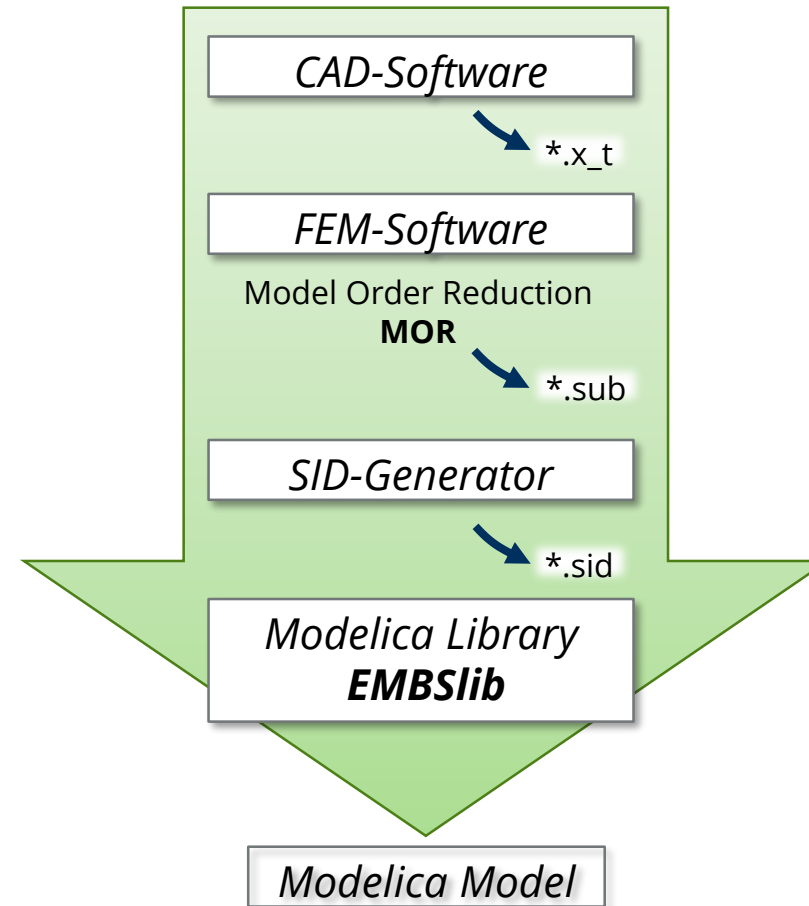 CAD-Software
*.x_t
FEM-Software
Model Order Reduction
MOR
*.sub
SID-Generator
*.sid
Modelica Library
EMBSlib
Modelica Model